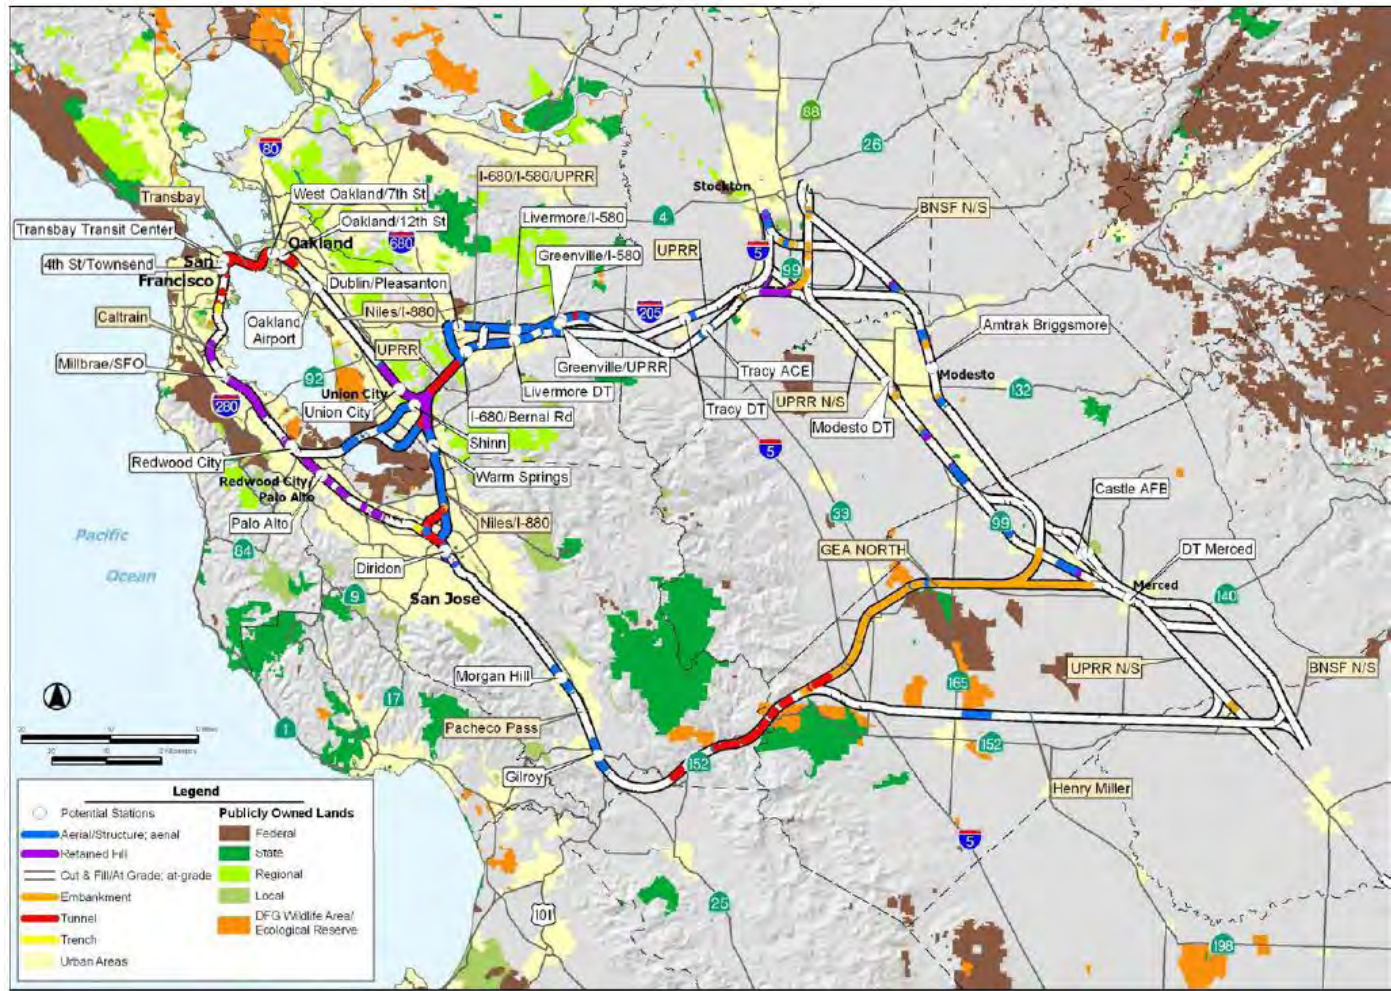 88
26
80
I-680/I-580/UPRR
Stockton
Transbay
West Oakland/7th St
BNSF N/S
Livermore/I-580
4
Oakland/12th St
Transbay Transit Center
Oakland
680
UPRR
5
Greenville/I-580
4th St/Townsend
San
Francisco
99
Dublin/Pleasanton
Niles/I-880
205
Caltrain
Oakland
Airport
Amtrak Briggsmore
UPRR
Millbrae/SFO
92
Greenville/UPRR
Tracy ACE
Modesto
Union City
Livermore DT
132
280
Union City
Tracy DT
UPRR N/S
I-680/Bernal Rd
Modesto DT
Shinn
5
Redwood City
Warm Springs
Redwood City
Palo Alto
Castle AFB
33
99
Palo Alto
Niles/I-880
Pacific
Ocean
84
GEA NORTH
DT Merced
Diridon
Merced
9
San Jose
140
Morgan Hill
165
UPRR N/S
BNSF N/S
17
1
Pacheco Pass
152
152
Gilroy
Henry Miller
Legend
Potential Stations
Aerial/Structure; aerial
Retained Fill
Cut & Fill/At Grade; at-grade
Embankment
Tunnel
Trench
Urban Areas
Publicly Owned Lands
Federal
State
Regional
Local
DFG Wildlife Area/
Ecological Reserve
5
25
101
198